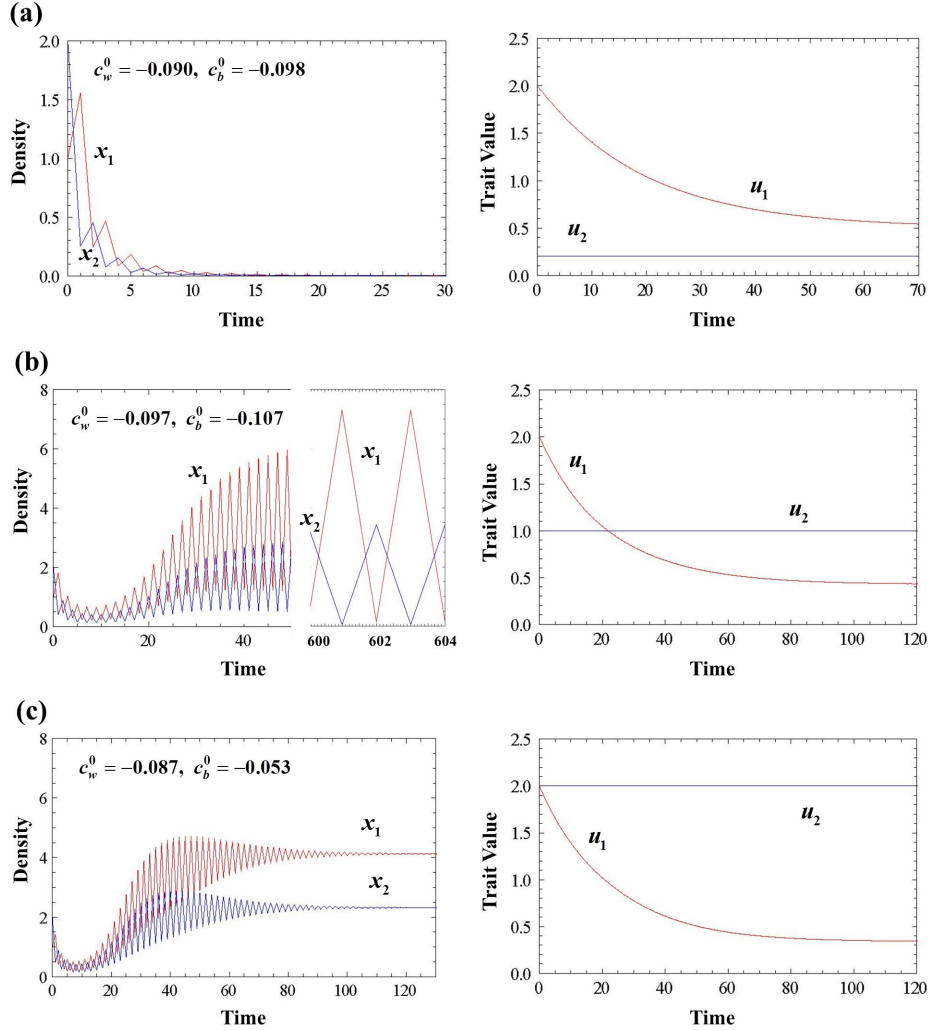 (a)
c_w^0 = −0.090, c_b^0 = −0.098
x_1
x_2
Density
2.0
1.5
1.0
0.5
0.0
0 5 10 15 20 25 30
Time
Trait Value
2.5
2.0
1.5
1.0
0.5
0.0
u_1
u_2
0 10 20 30 40 50 60 70
Time
(b)
c_w^0 = −0.097, c_b^0 = −0.107
x_1
x_1
x_2
Density
8
6
4
2
0
0 20 40
600 602 604
Time
Trait Value
2.5
2.0
1.5
1.0
0.5
0.0
u_1
u_2
0 20 40 60 80 100 120
Time
(c)
c_w^0 = −0.087, c_b^0 = −0.053
x_1
x_2
Density
8
6
4
2
0
0 20 40 60 80 100 120
Time
Trait Value
2.5
2.0
1.5
1.0
0.5
0.0
u_2
u_1
0 20 40 60 80 100 120
Time